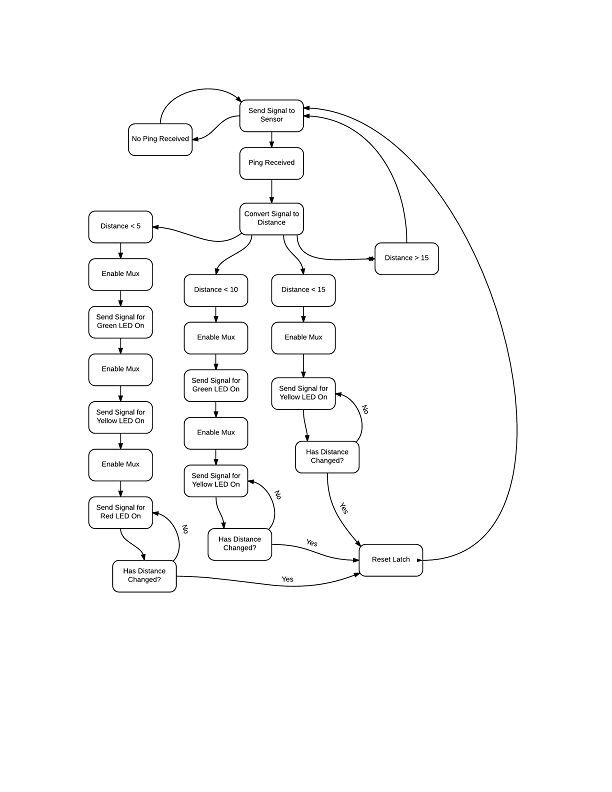 Send Signal to
Sensor
No Ping Received
Ping Received
Convert Signal to
Distance
Distance < 5
Distance > 15
Enable Mux
Distance < 10
Distance < 15
Send Signal for
Green LED On
Enable Mux
Enable Mux
Enable Mux
Send Signal for
Green LED On
Send Signal for
Yellow LED On
No
Send Signal for
Yellow LED On
Enable Mux
Has Distance
Changed?
Enable Mux
Send Signal for
Yellow LED On
No
Yes
Send Signal for
Red LED On
No
Has Distance
Changed?
Yes
Reset Latch
Has Distance
Changed?
Yes